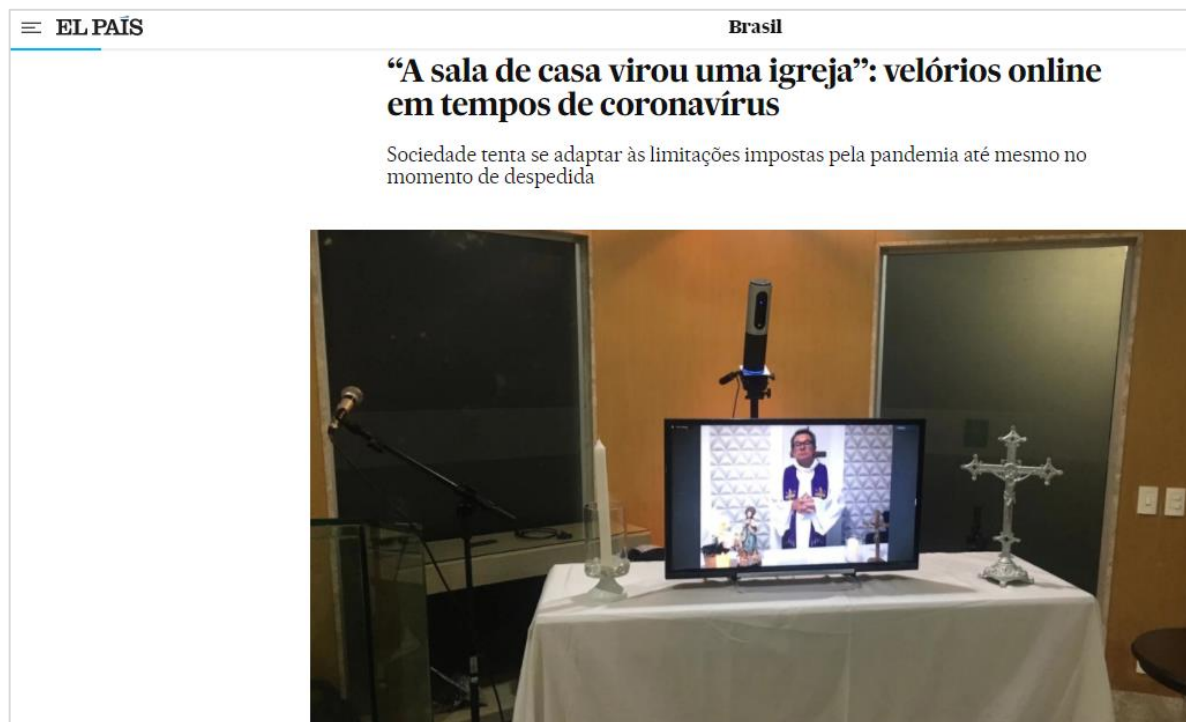 EL PAÍS
Brasil
“A sala de casa virou uma igreja”: velórios online
em tempos de coronavírus
Sociedade tenta se adaptar às limitações impostas pela pandemia até mesmo no
momento de despedida